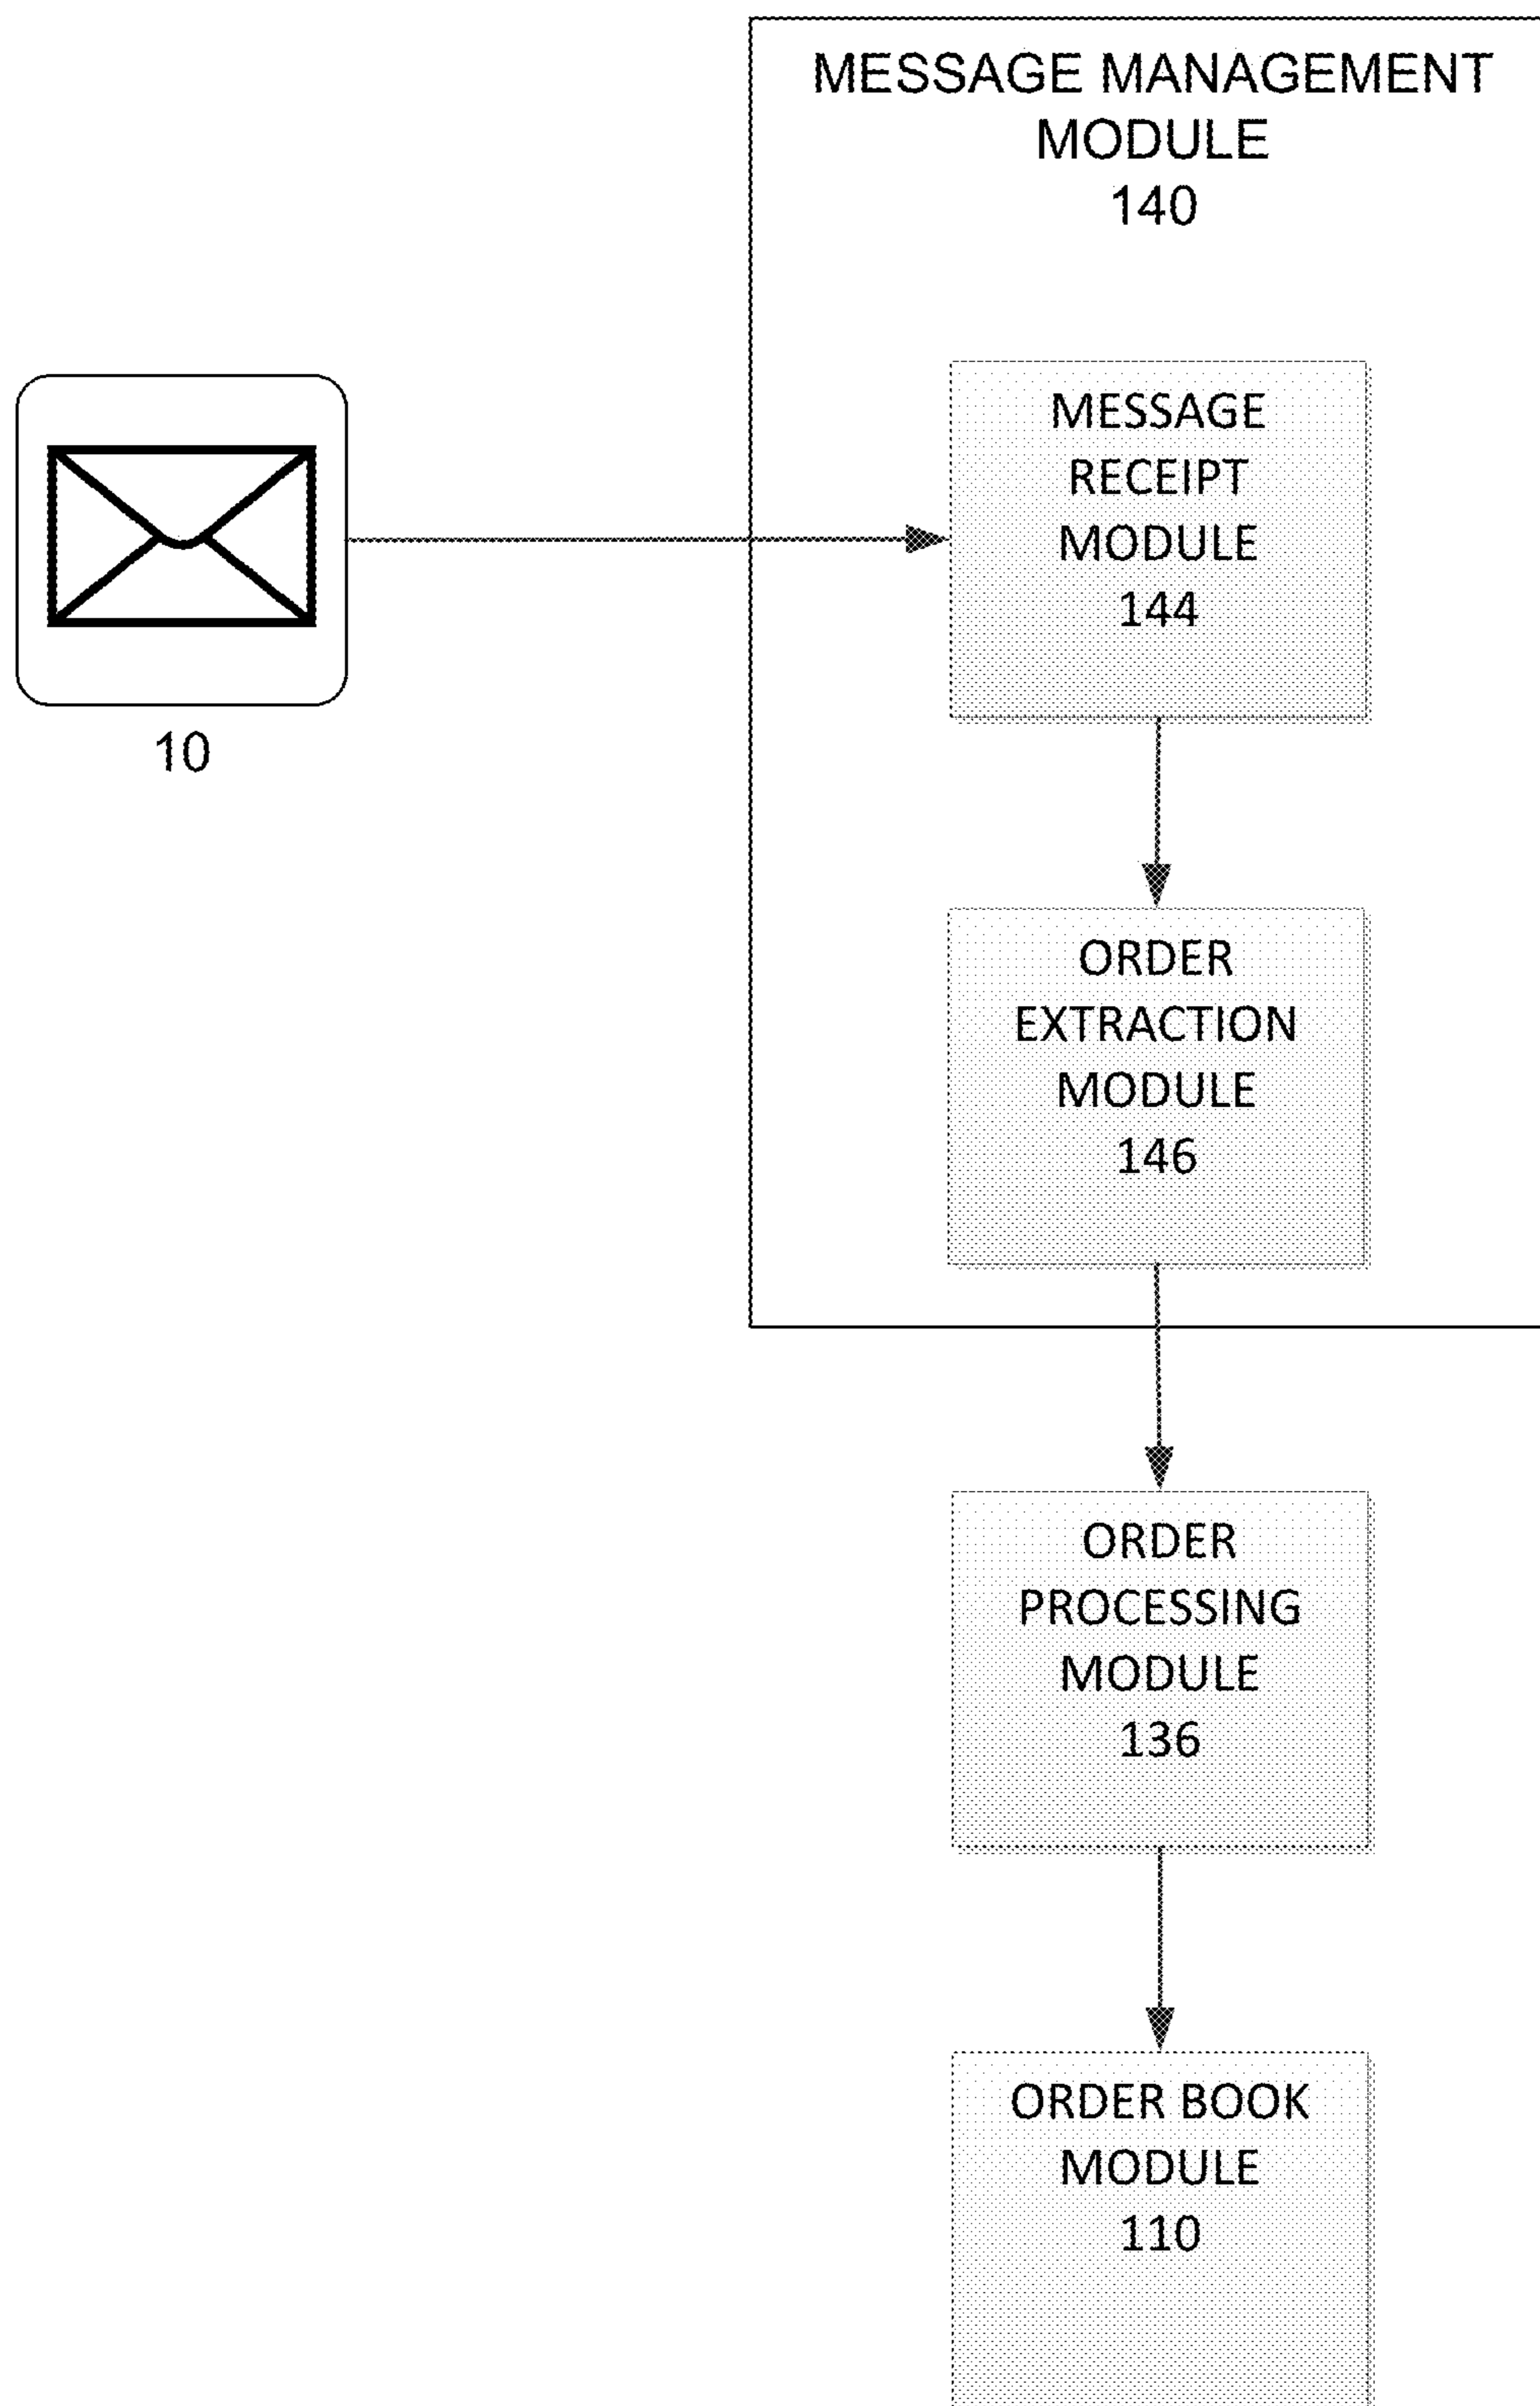 MESSAGE MANAGEMENT
MODULE
140
MESSAGE
RECEIPT
MODULE
144
10
ORDER
EXTRACTION
MODULE
146
ORDER
PROCESSING
MODULE
136
ORDER BOOK
MODULE
110